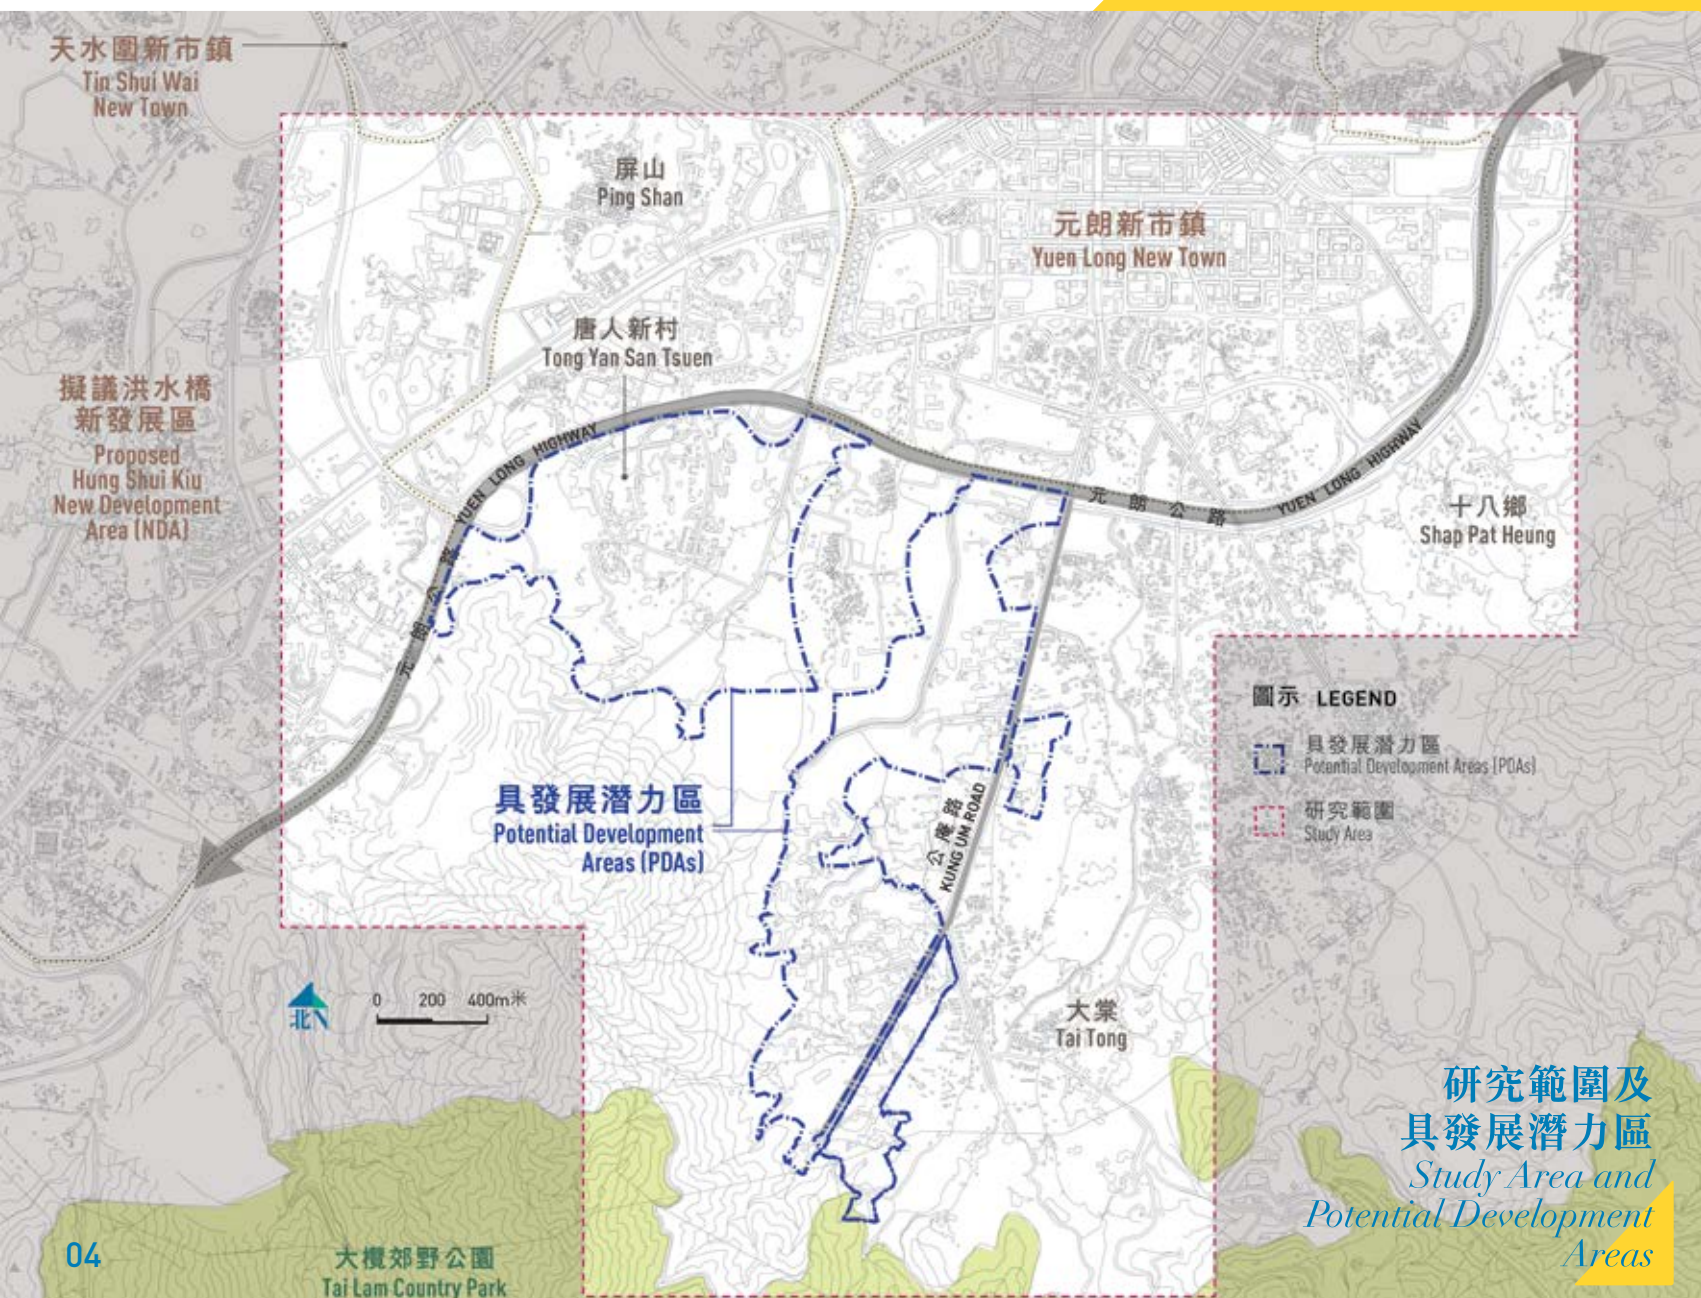 天水圍新市鎮
Tin Shui Wai
New Town
屏山
Ping Shan
元朗新市鎮
Yuen Long New Town
唐人新村
Tong Yan San Tsuen
擬議洪水橋
新發展區
Proposed
Hung Shui Kiu
New Development
Area (NDA)
YUEN LONG HIGHWAY
元朗公路
元朗公路
YUEN LONG HIGHWAY
十八鄉
Shap Pat Heung
圖示 LEGEND
具發展潛力區
Potential Development Areas (PDAs)
研究範圍
Study Area
具發展潛力區
Potential Development
Areas (PDAs)
公庵路
KUNG UM ROAD
北 N
0 200 400m米
大棠
Tai Tong
研究範圍及
具發展潛力區
Study Area and
Potential Development
Areas
04
大欖郊野公園
Tai Lam Country Park